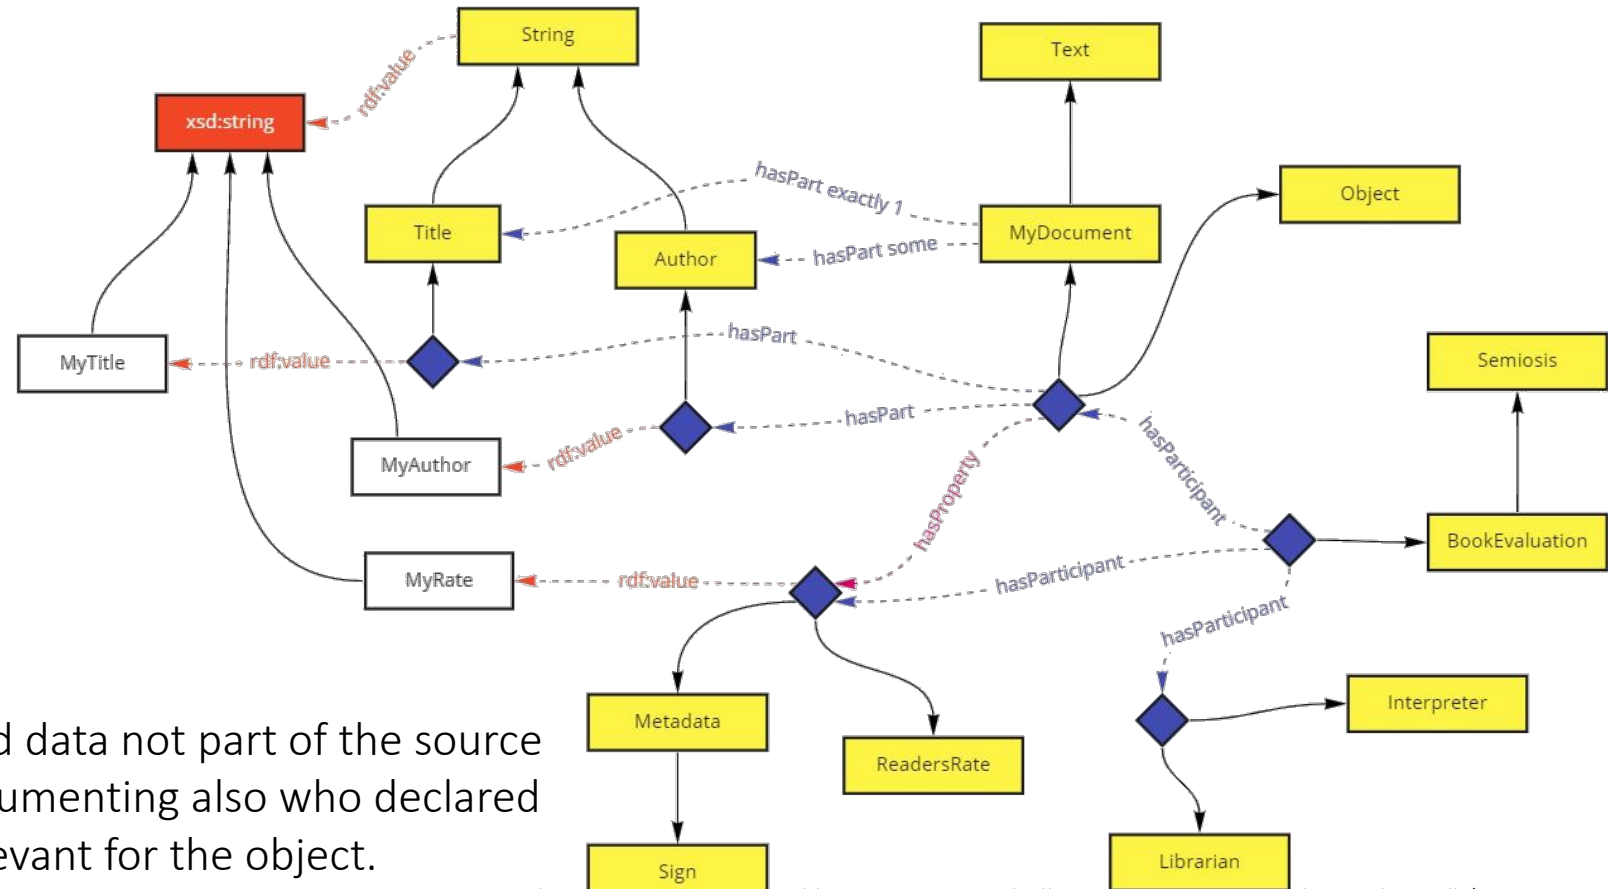 String
Text
rdf:value
xsd:string
hasPart exactly 1
Object
Title
MyDocument
Author
hasPart some
hasPart
MyTitle
rdf:value
Semiosis
hasPart
hasParticipant
rdf:value
MyAuthor
hasProperty
BookEvaluation
MyRate
rdf:value
hasParticipant
hasParticipant
Interpreter
Metadata
data not part of the source
ReadersRate
also who declared
for the object.
Librarian
Sign